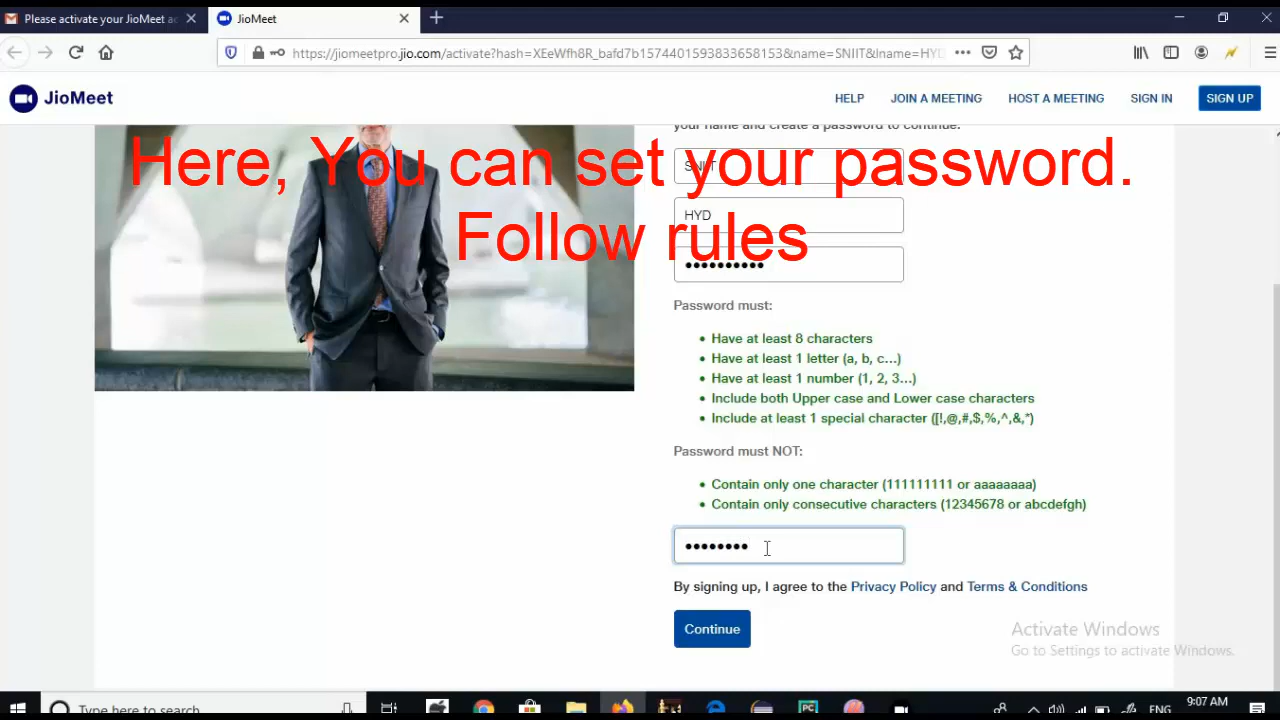 Please activate your JioMeet ac
JioMeet
https://jiomeetpro.jio.com/activate?hash=XEeWfh8R_bafd7b1574401593833658153&name=SNIIT&lname=HYD
JioMeet
HELP
JOIN A MEETING
HOST A MEETING
SIGN IN
SIGN UP
your name and create a password to continue.
Here, You can set your password.
Follow rules
SNIIT
HYD
••••••••••
Password must:
• Have at least 8 characters
• Have at least 1 letter (a, b, c...)
• Have at least 1 number (1, 2, 3...)
• Include both Upper case and Lower case characters
• Include at least 1 special character ([!,@,#,$,%,^,&,*)
Password must NOT:
• Contain only one character (111111111 or aaaaaaaa)
• Contain only consecutive characters (12345678 or abcdefgh)
••••••••
By signing up, I agree to the Privacy Policy and Terms & Conditions
Continue
Activate Windows
Go to Settings to activate Windows.
Type here to search
ENG
9:07 AM